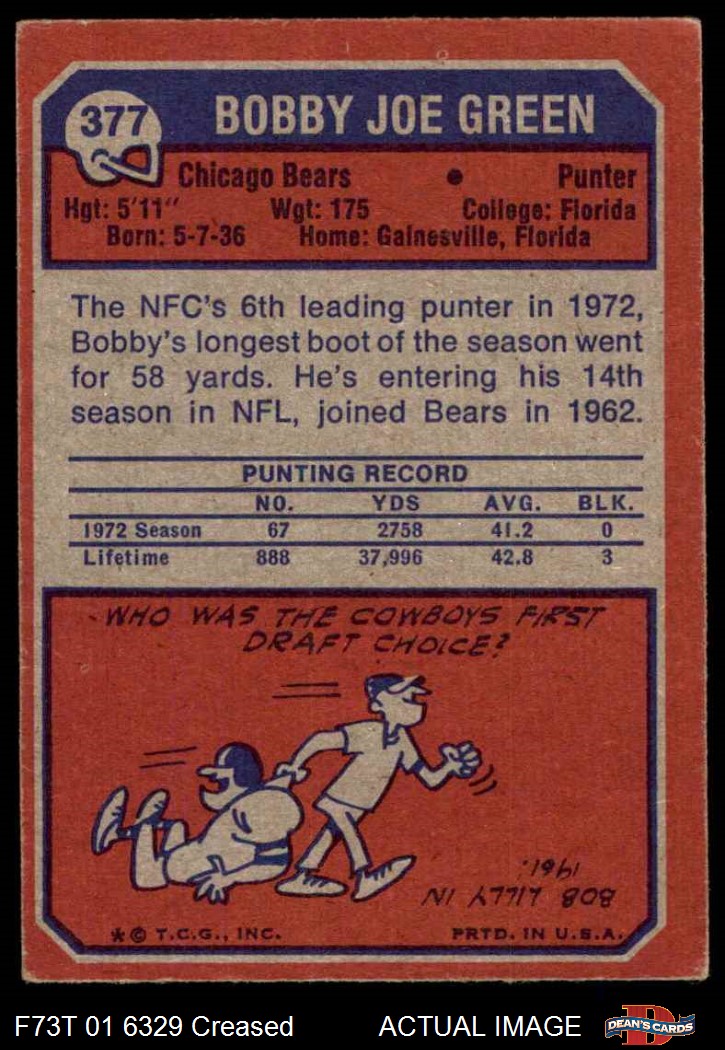 377
BOBBY JOE GREEN
Chicago Bears • Punter
Hgt: 5'11" Wgt: 175 College: Florida
Born: 5-7-36 Home: Gainesville, Florida
The NFC's 6th leading punter in 1972,
Bobby's longest boot of the season went
for 58 yards. He's entering his 14th
season in NFL, joined Bears in 1962.
PUNTING RECORD
NO. YDS AVG. BLK.
1972 Season 67 2758 41.2 0
Lifetime 888 37,996 42.8 3
WHO WAS THE COWBOYS FIRST
DRAFT CHOICE?
BOB LILLY IN
1961.
*© T.C.G., INC. PRTD. IN U.S.A.
F73T 01 6329 Creased ACTUAL IMAGE
D
DEAN'S CARDS